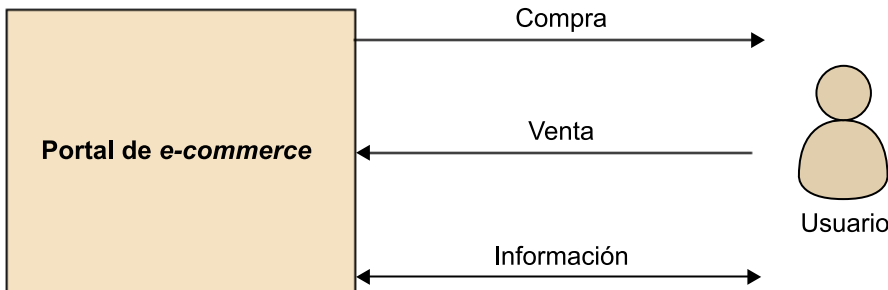 Compra
Portal de e-commerce
Venta
Usuario
Información